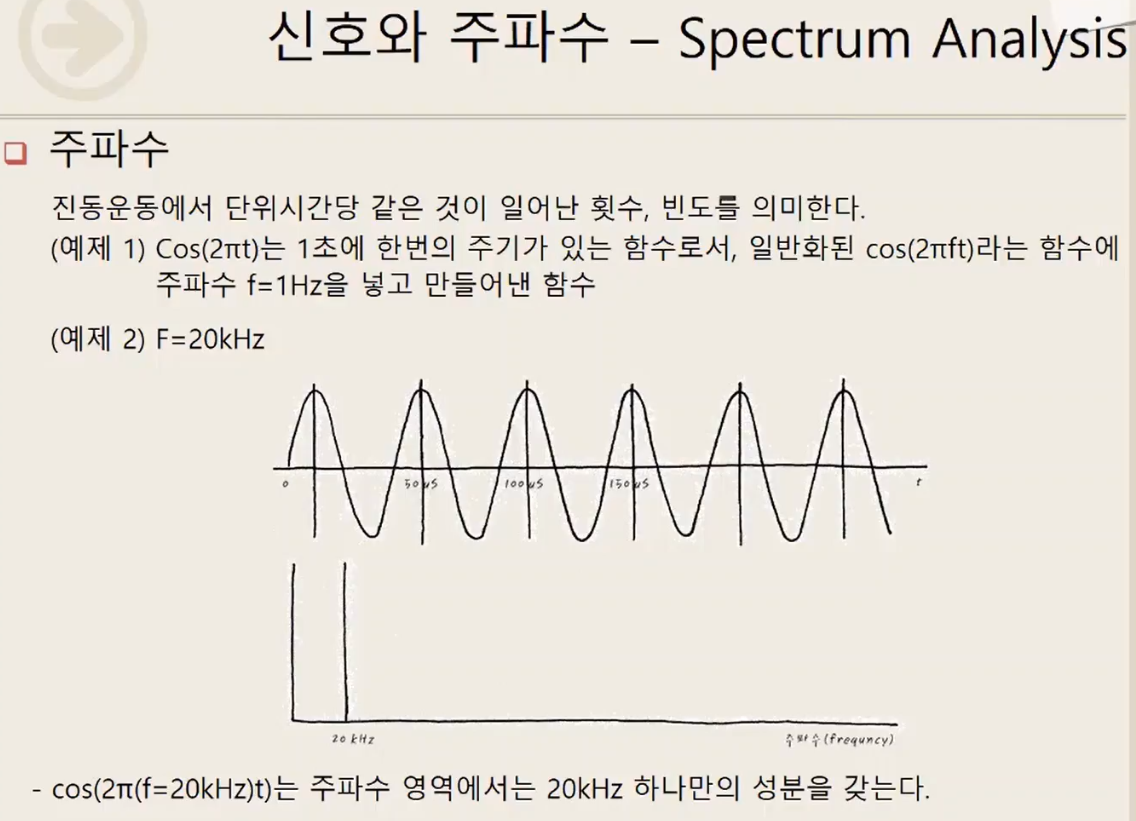 신호와 주파수 – Spectrum Analysis
주파수
진동운동에서 단위시간당 같은 것이 일어난 횟수, 빈도를 의미한다.
(예제 1) Cos(2πt)는 1초에 한번의 주기가 있는 함수로서, 일반화된 cos(2πft)라는 함수에
주파수 f=1Hz을 넣고 만들어낸 함수
(예제 2) F=20kHz
0 50us 100us 150us t
20 kHz 주파수(frequncy)
- cos(2π(f=20kHz)t)는 주파수 영역에서는 20kHz 하나만의 성분을 갖는다.